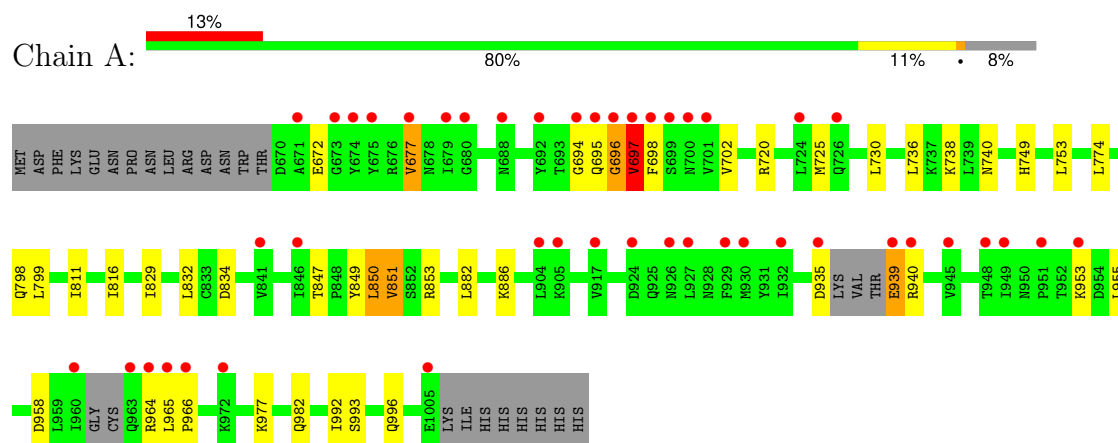 13%
Chain A:
80% 11% • 8%
MET ASP PHE LYS GLU ASN PRO ASN LEU ARG ASP ASN TRP THR D670 A671 E672 G673 Y674 Y675 R676 V677 N678 I679 G680 N688 Y692 T693 G694 Q695 G696 V697 F698 S699 N700 V701 V702 R720 L724 M725 Q726 L730 L736 K737 K738 L739 N740 H749 L753 L774
Q798 L799 I811 I816 I829 L832 C833 D834 V841 I846 T847 P848 Y849 L850 V851 S852 R853 L882 K886 L904 K905 V917 D924 Q925 N926 L927 N928 F929 M930 Y931 I932 D935 LYS VAL THR E939 R940 V945 T948 I949 N950 P951 T952 K953 D954
D958 L959 I960 GLY CYS Q963 R964 L965 P966 K972 K977 Q982 I992 S993 Q996 E1005 LYS ILE HIS HIS HIS HIS HIS HIS